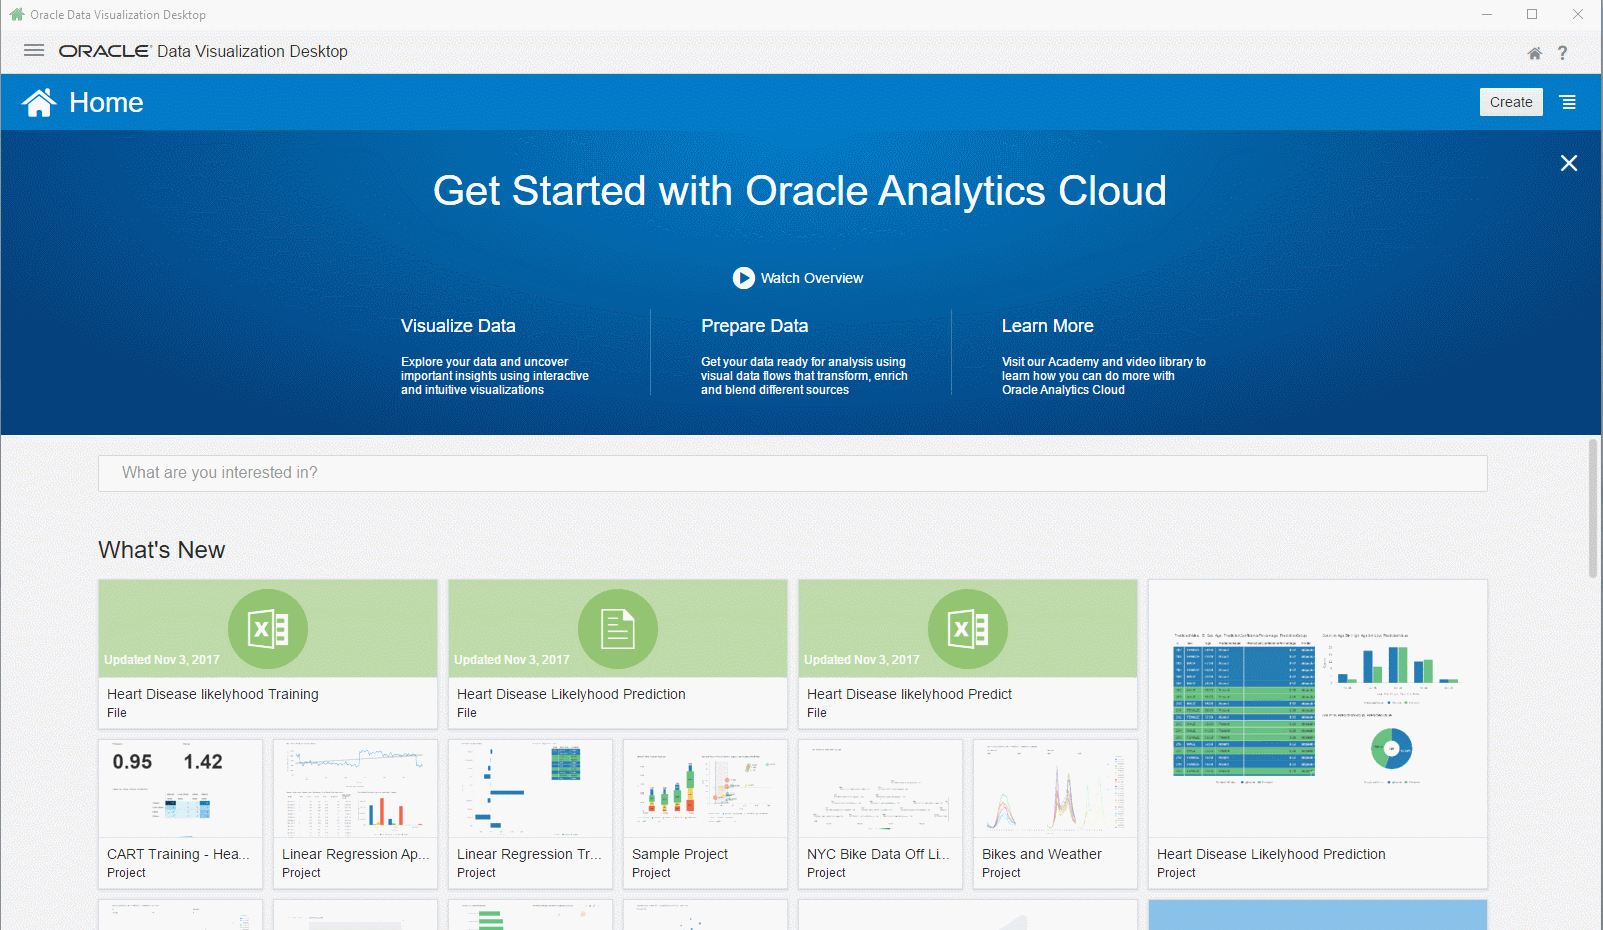 Oracle Data Visualization Desktop
ORACLE Data Visualization Desktop
?
Home
Create
Get Started with Oracle Analytics Cloud
Watch Overview
Visualize Data
Explore your data and uncover
important insights using interactive
and intuitive visualizations
Prepare Data
Get your data ready for analysis using
visual data flows that transform, enrich
and blend different sources
Learn More
Visit our Academy and video library to
learn how you can do more with
Oracle Analytics Cloud
What are you interested in?
What's New
Updated Nov 3, 2017
Heart Disease likelyhood Training
File
Updated Nov 3, 2017
Heart Disease Likelyhood Prediction
File
Updated Nov 3, 2017
Heart Disease likelyhood Predict
File
0.95 1.42
CART Training - Hea...
Project
Linear Regression Ap...
Project
Linear Regression Tr...
Project
Sample Project
Project
NYC Bike Data Off Li...
Project
Bikes and Weather
Project
Heart Disease Likelyhood Prediction
Project